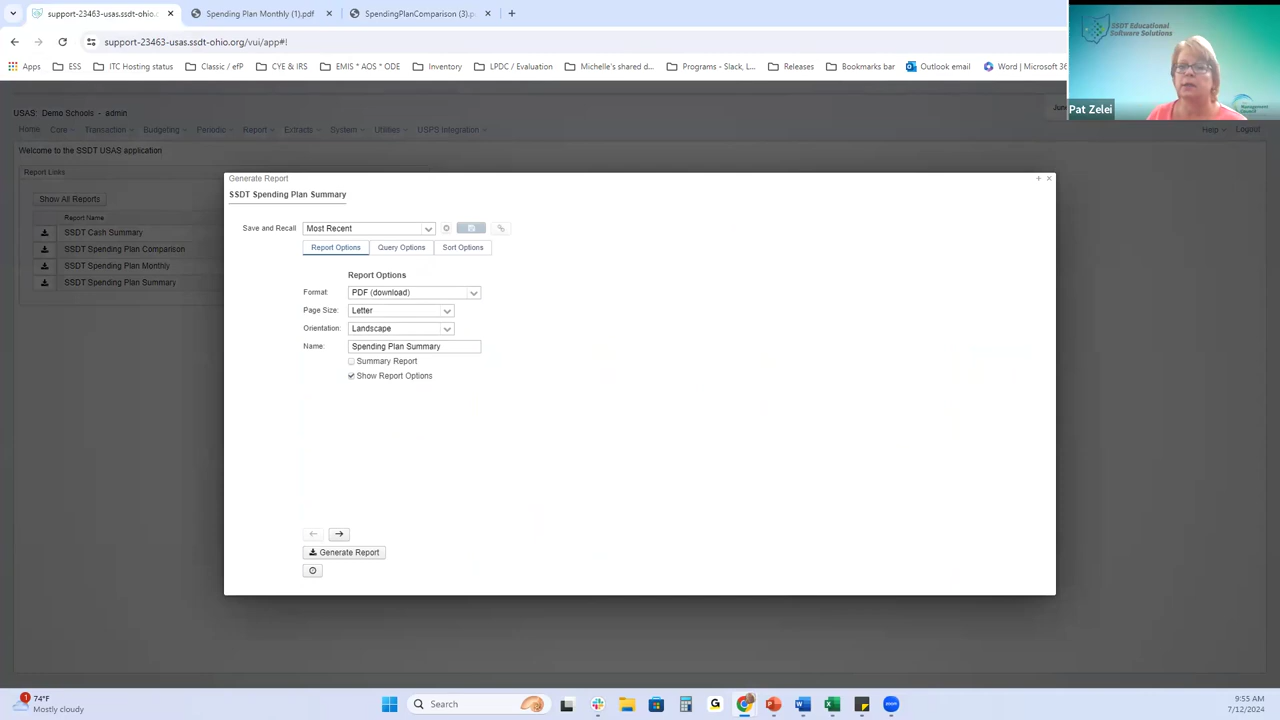 support-23463-usas.ssdt-ohio.org/
Spending Plan Monthly (1).pdf
SpendingPlanComparison (3).pdf
support-23463-usas.ssdt-ohio.org/vui/app#!
Apps
ESS
ITC Hosting status
Classic / efP
CYE & IRS
EMIS * AOS * ODE
Inventory
LPDC / Evaluation
Michelle's shared d...
Programs - Slack, L...
Releases
Bookmarks bar
Outlook email
Word | Microsoft 36
SSDT Educational
Software Solutions
Management
Council
Pat Zelei
USAS: Demo Schools - admin
Home
Core
Transaction
Budgeting
Periodic
Report
Extracts
System
Utilities
USPS Integration
Help
Logout
Welcome to the SSDT USAS application
Report Links
Show All Reports
Report Name
SSDT Cash Summary
SSDT Spending Plan Comparison
SSDT Spending Plan Monthly
SSDT Spending Plan Summary
Generate Report
SSDT Spending Plan Summary
Save and Recall
Most Recent
Report Options
Query Options
Sort Options
Report Options
Format:
PDF (download)
Page Size:
Letter
Orientation:
Landscape
Name:
Spending Plan Summary
Summary Report
Show Report Options
Generate Report
1
74°F
Mostly cloudy
Search
zoom
9:55 AM
7/12/2024